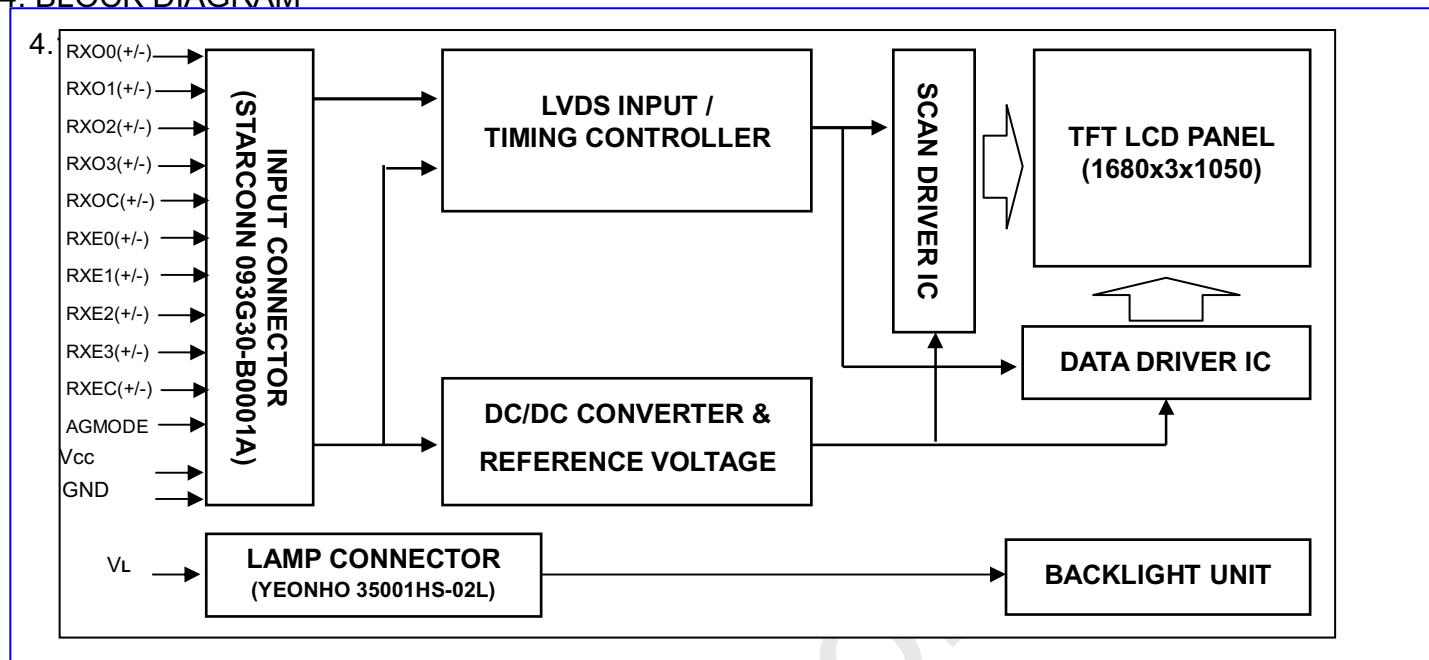 4. BLOCK DIAGRAM
4.
RXO0(+/-)
RXO1(+/-)
RXO2(+/-)
RXO3(+/-)
RXOC(+/-)
RXE0(+/-)
RXE1(+/-)
RXE2(+/-)
RXE3(+/-)
RXEC(+/-)
AGMODE
Vcc
GND
INPUT CONNECTOR
(STARCONN 093G30-B0001A)
LVDS INPUT /
TIMING CONTROLLER
SCAN DRIVER IC
TFT LCD PANEL
(1680x3x1050)
DC/DC CONVERTER &
REFERENCE VOLTAGE
DATA DRIVER IC
VL
LAMP CONNECTOR
(YEONHO 35001HS-02L)
BACKLIGHT UNIT